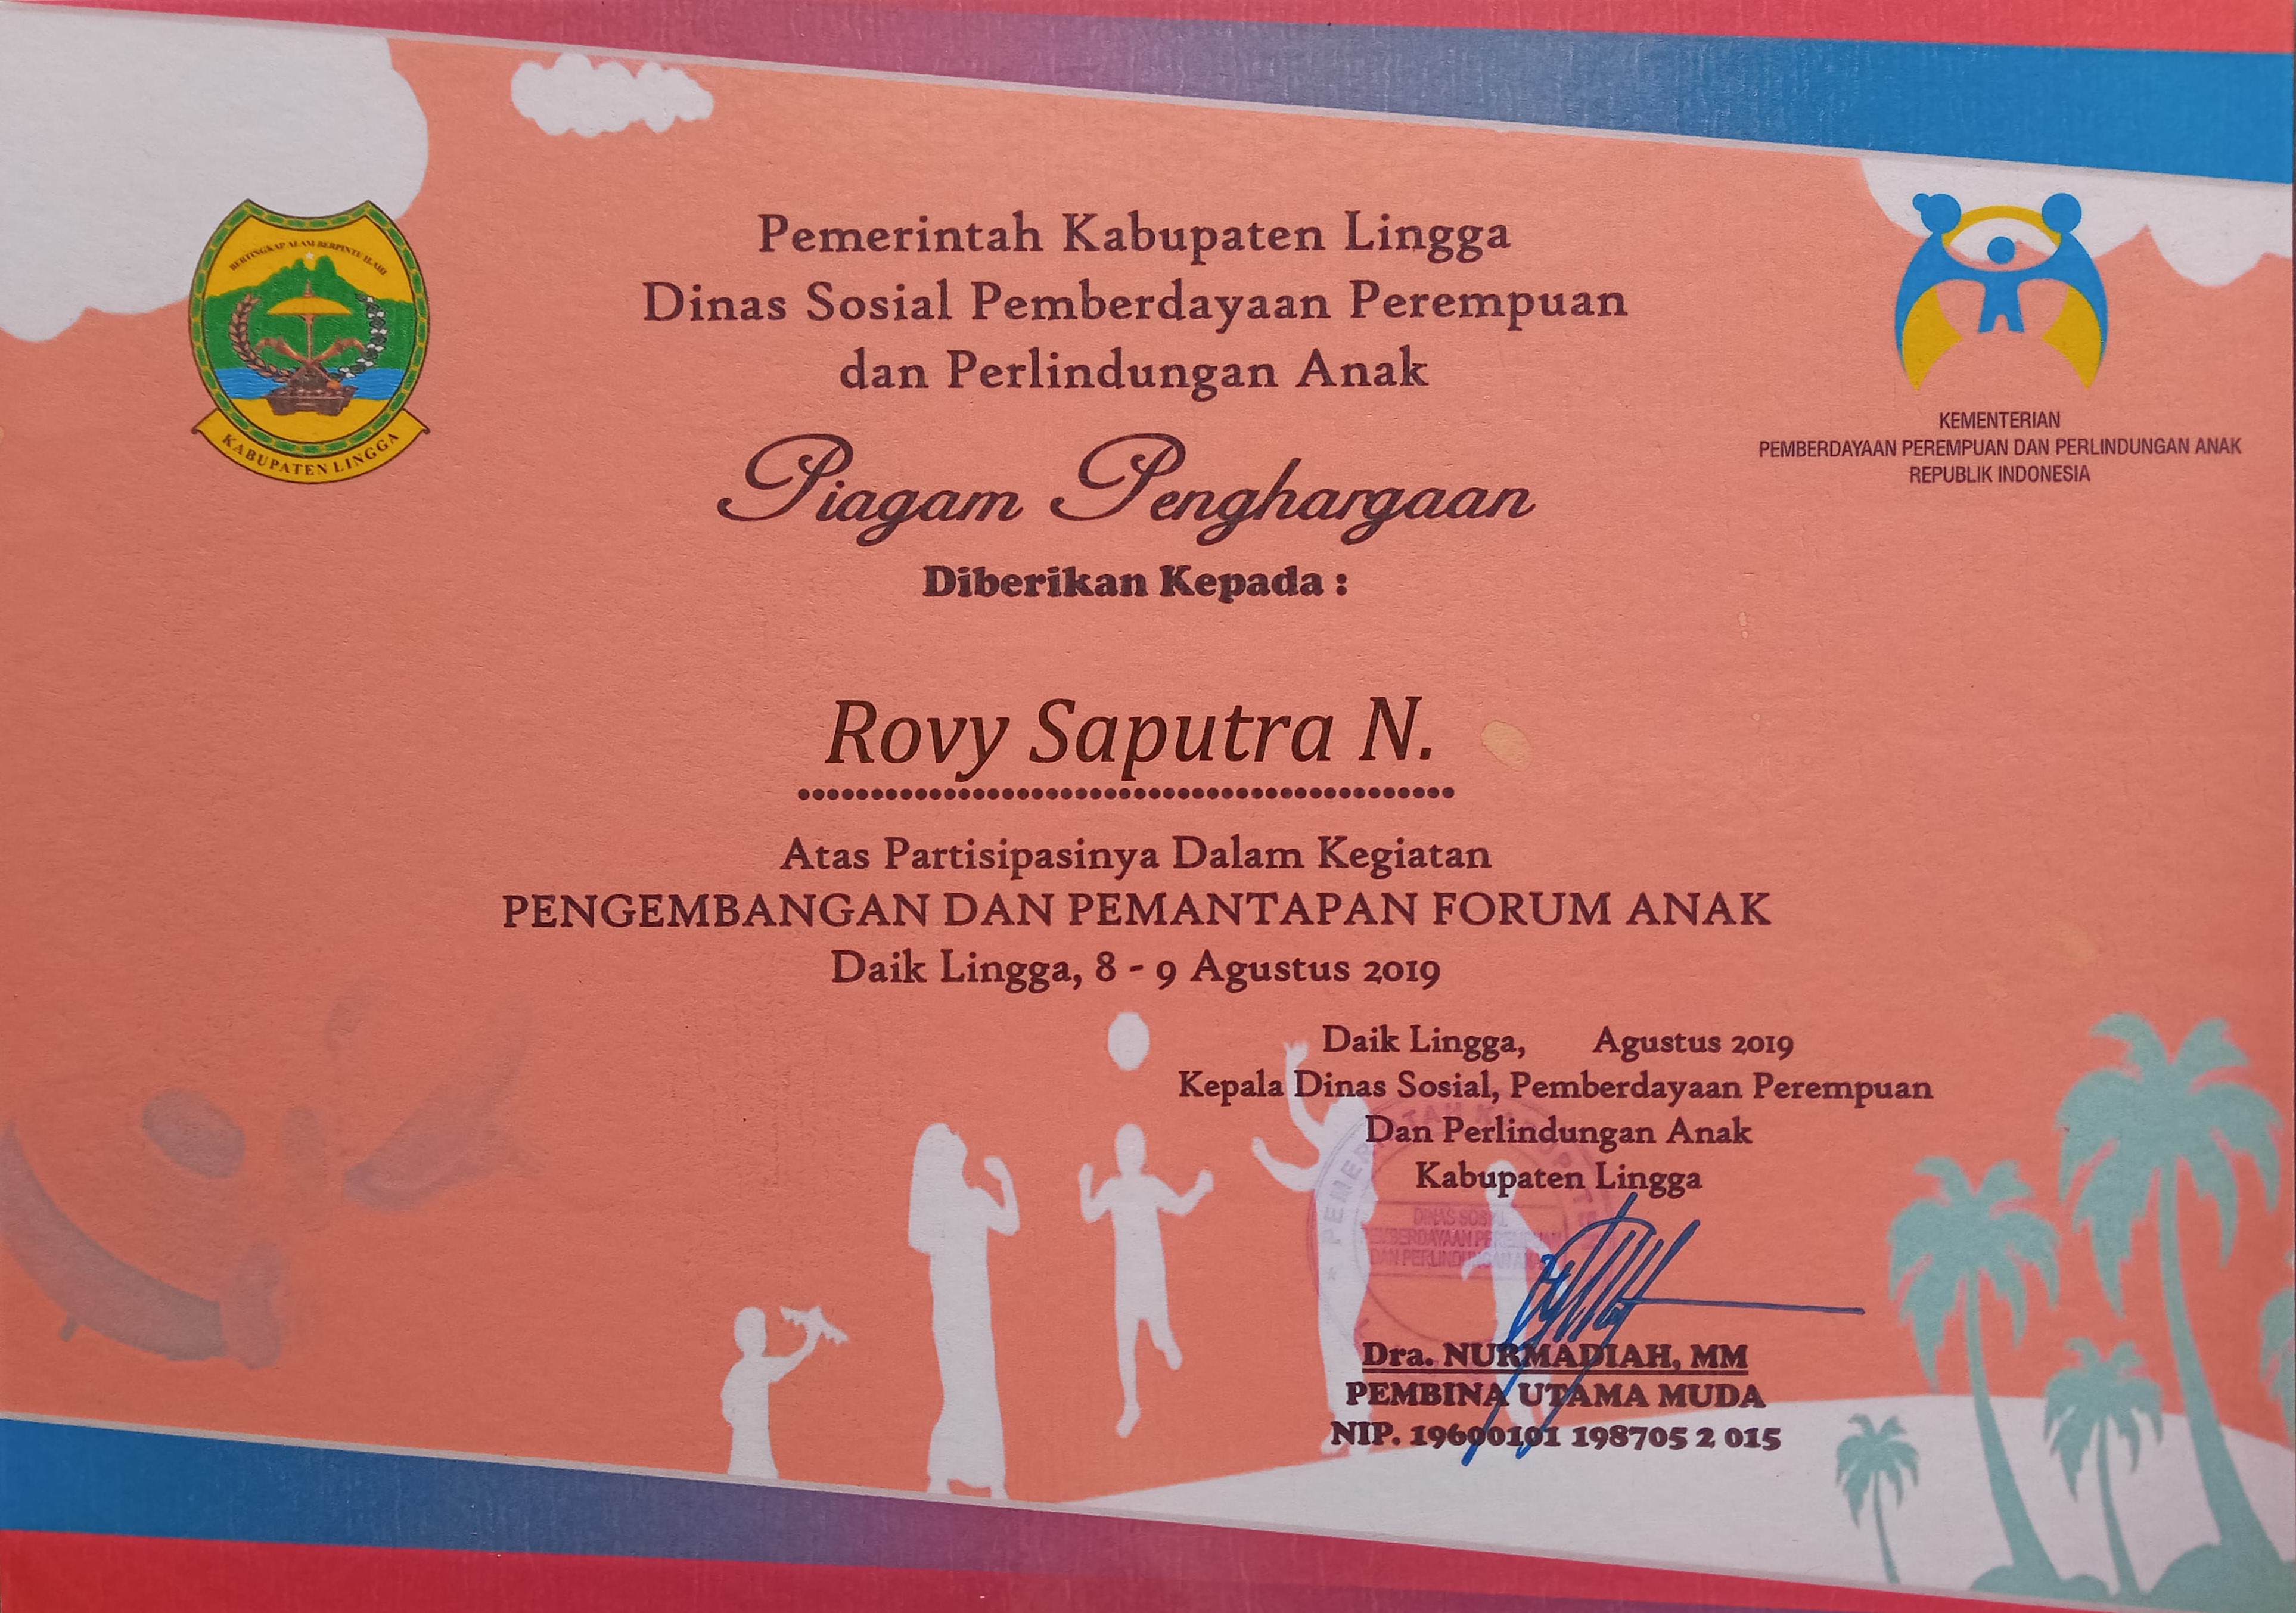 BERTINGKAP ALAM BERPINTU ILAHI
KABUPATEN LINGGA
Pemerintah Kabupaten Lingga
Dinas Sosial Pemberdayaan Perempuan
dan Perlindungan Anak
KEMENTERIAN
PEMBERDAYAAN PEREMPUAN DAN PERLINDUNGAN ANAK
REPUBLIK INDONESIA
Piagam Penghargaan
Diberikan Kepada :
Rovy Saputra N.
Atas Partisipasinya Dalam Kegiatan
PENGEMBANGAN DAN PEMANTAPAN FORUM ANAK
Daik Lingga, 8 - 9 Agustus 2019
Daik Lingga, Agustus 2019
Kepala Dinas Sosial, Pemberdayaan Perempuan
Dan Perlindungan Anak
Kabupaten Lingga
DINAS SOSIAL
PEMBERDAYAAN PEREMPUAN
DAN PERLINDUNGAN ANAK
Dra. NURMADIAH, MM
PEMBINA UTAMA MUDA
NIP. 19600101 198705 2 015